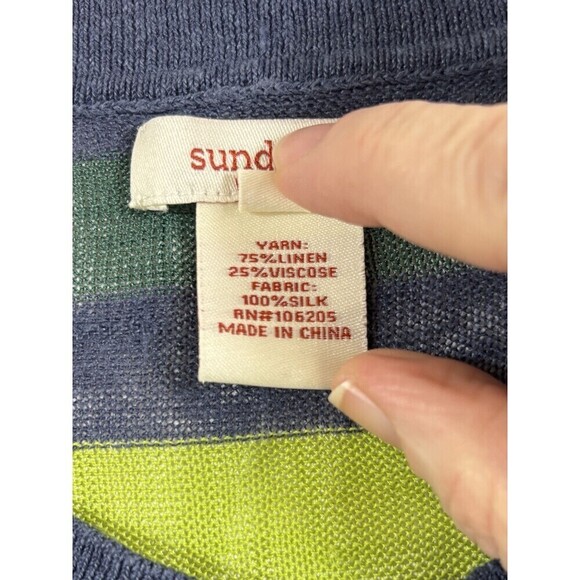 sund
YARN:
75%LINEN
25%VISCOSE
FABRIC:
100%SILK
RN#106205
MADE IN CHINA